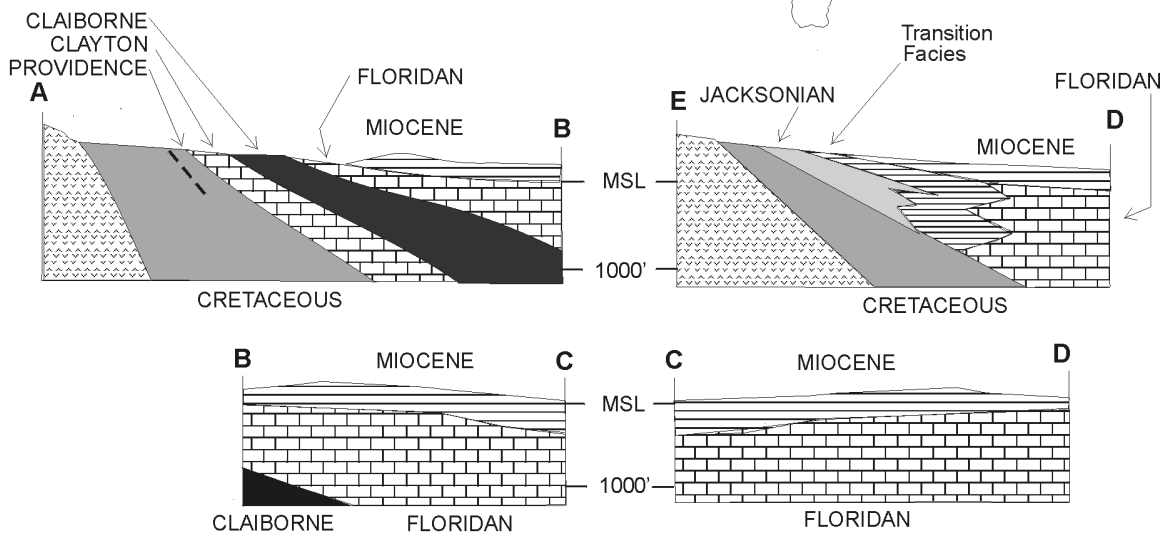 CLAIBORNE
CLAYTON
PROVIDENCE
A
FLORIDAN
MIOCENE
B
MSL
1000'
CRETACEOUS
Transition
Facies
FLORIDAN
JACKSONIAN
E
D
MIOCENE
CRETACEOUS
B
MIOCENE
C
MSL
1000'
CLAIBORNE
FLORIDAN
C
MIOCENE
D
FLORIDAN